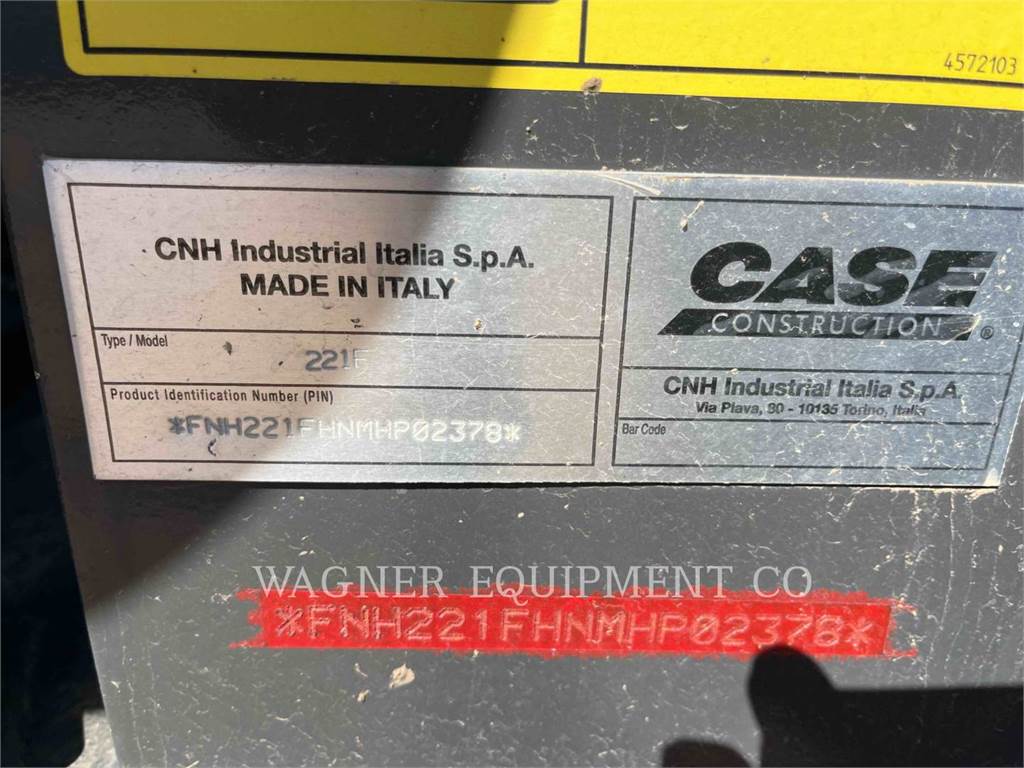 4572103
CNH Industrial Italia S.p.A.
MADE IN ITALY
Type / Model
221F
Product Identification Number (PIN)
*FNH221FHNMHP02378*
CASE
CONSTRUCTION®
CNH Industrial Italia S.p.A.
Via Plava, 80 - 10135 Torino, Italia
Bar Code
WAGNER EQUIPMENT CO
*FNH221FHNMHP02378*